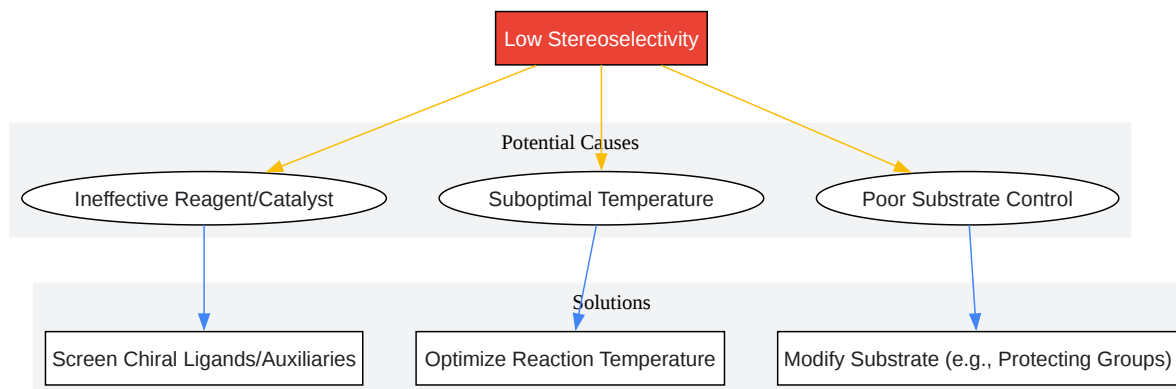 Low Stereoselectivity
Potential Causes
Ineffective Reagent/Catalyst
Suboptimal Temperature
Poor Substrate Control
Solutions
Screen Chiral Ligands/Auxiliaries
Optimize Reaction Temperature
Modify Substrate (e.g., Protecting Groups)